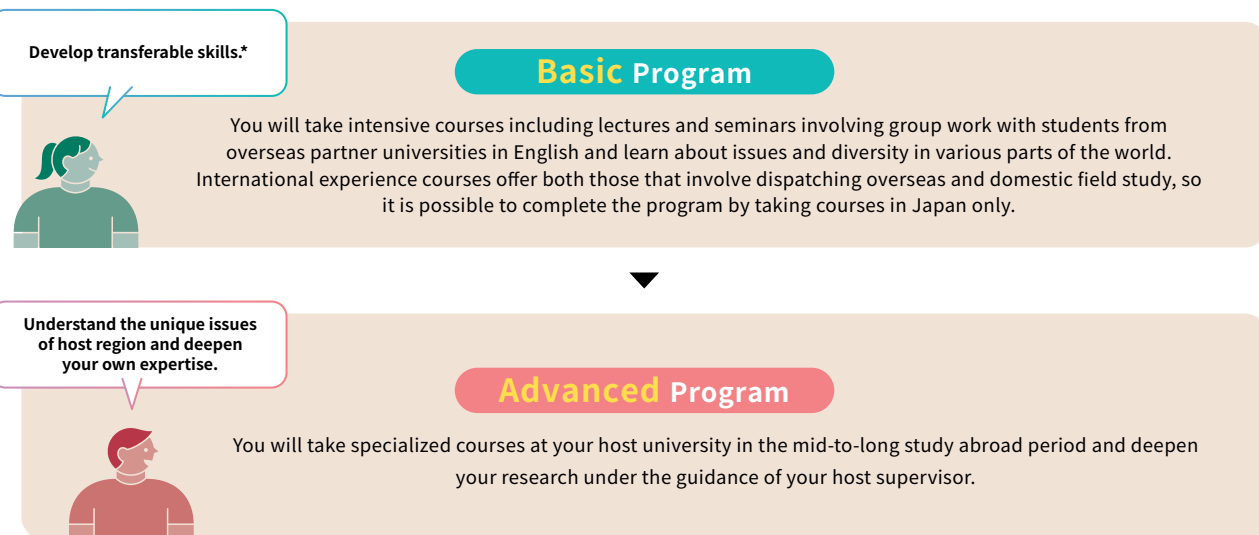 Develop transferable skills.*
Basic Program
You will take intensive courses including lectures and seminars involving group work with students from
overseas partner universities in English and learn about issues and diversity in various parts of the world.
International experience courses offer both those that involve dispatching overseas and domestic field study, so
it is possible to complete the program by taking courses in Japan only.
Understand the unique issues
of host region and deepen
your own expertise.
Advanced Program
You will take specialized courses at your host university in the mid-to-long study abroad period and deepen
your research under the guidance of your host supervisor.